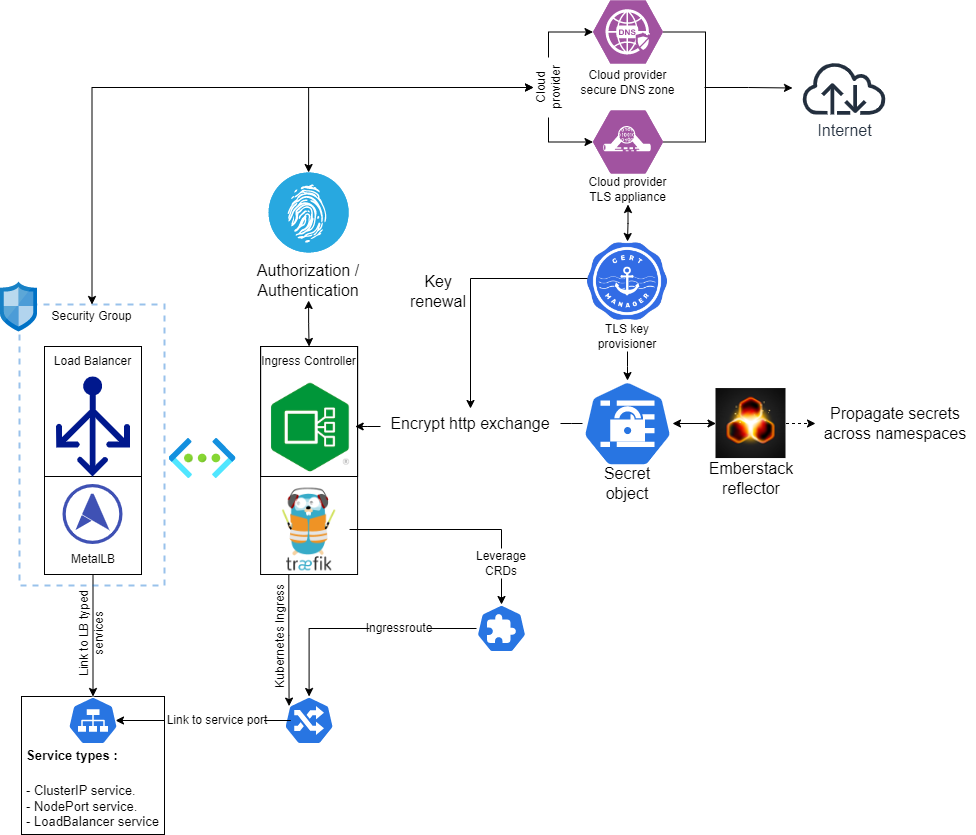 DNS
Cloud provider
secure DNS zone
Cloud
provider
Internet
Cloud provider
TLS appliance
CERT
MANAGER
TLS key
provisioner
Key
renewal
Authorization /
Authentication
Security Group
Load Balancer
MetalLB
Ingress Controller
®
træfik
Encrypt http exchange
Secret
object
Emberstack
reflector
Propagate secrets
across namespaces
Leverage
CRDs
Ingressroute
Kubernetes Ingress
Link to LB typed
services
Link to service port
Service types :
- ClusterIP service.
- NodePort service.
- LoadBalancer service